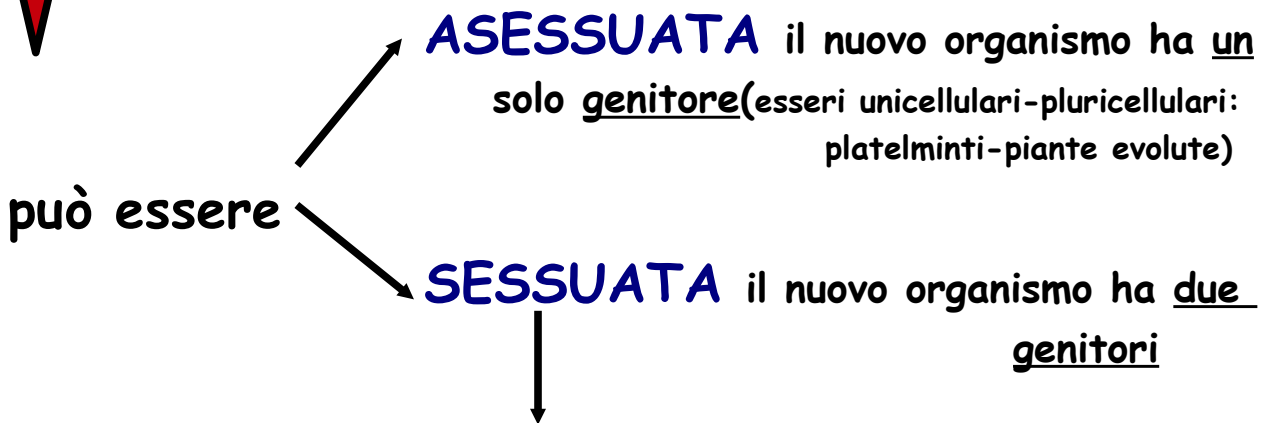 ASESSUATA il nuovo organismo ha un
solo genitore(esseri unicellulari-pluricellulari:
platelminti-piante evolute)
può essere
SESSUATA il nuovo organismo ha due
genitori